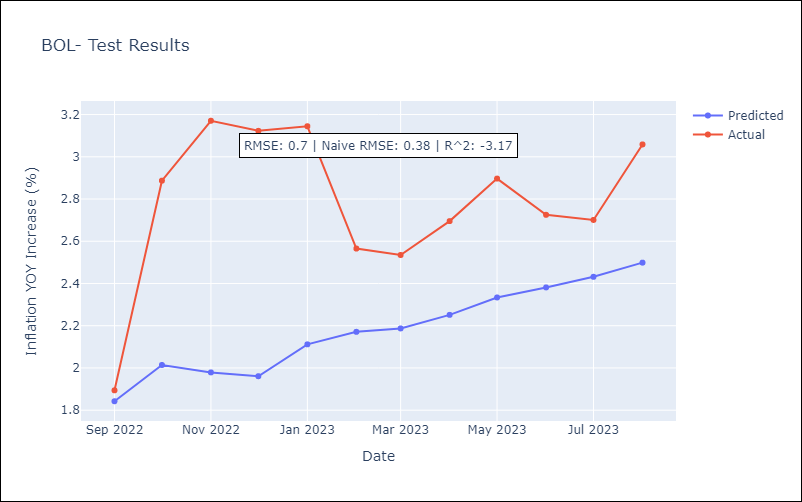 BOL- Test Results
Predicted
Actual
RMSE: 0.7 | Naive RMSE: 0.38 | R^2: -3.17
Inflation YOY Increase (%)
3.2
3
2.8
2.6
2.4
2.2
2
1.8
Sep 2022 Nov 2022 Jan 2023 Mar 2023 May 2023 Jul 2023
Date